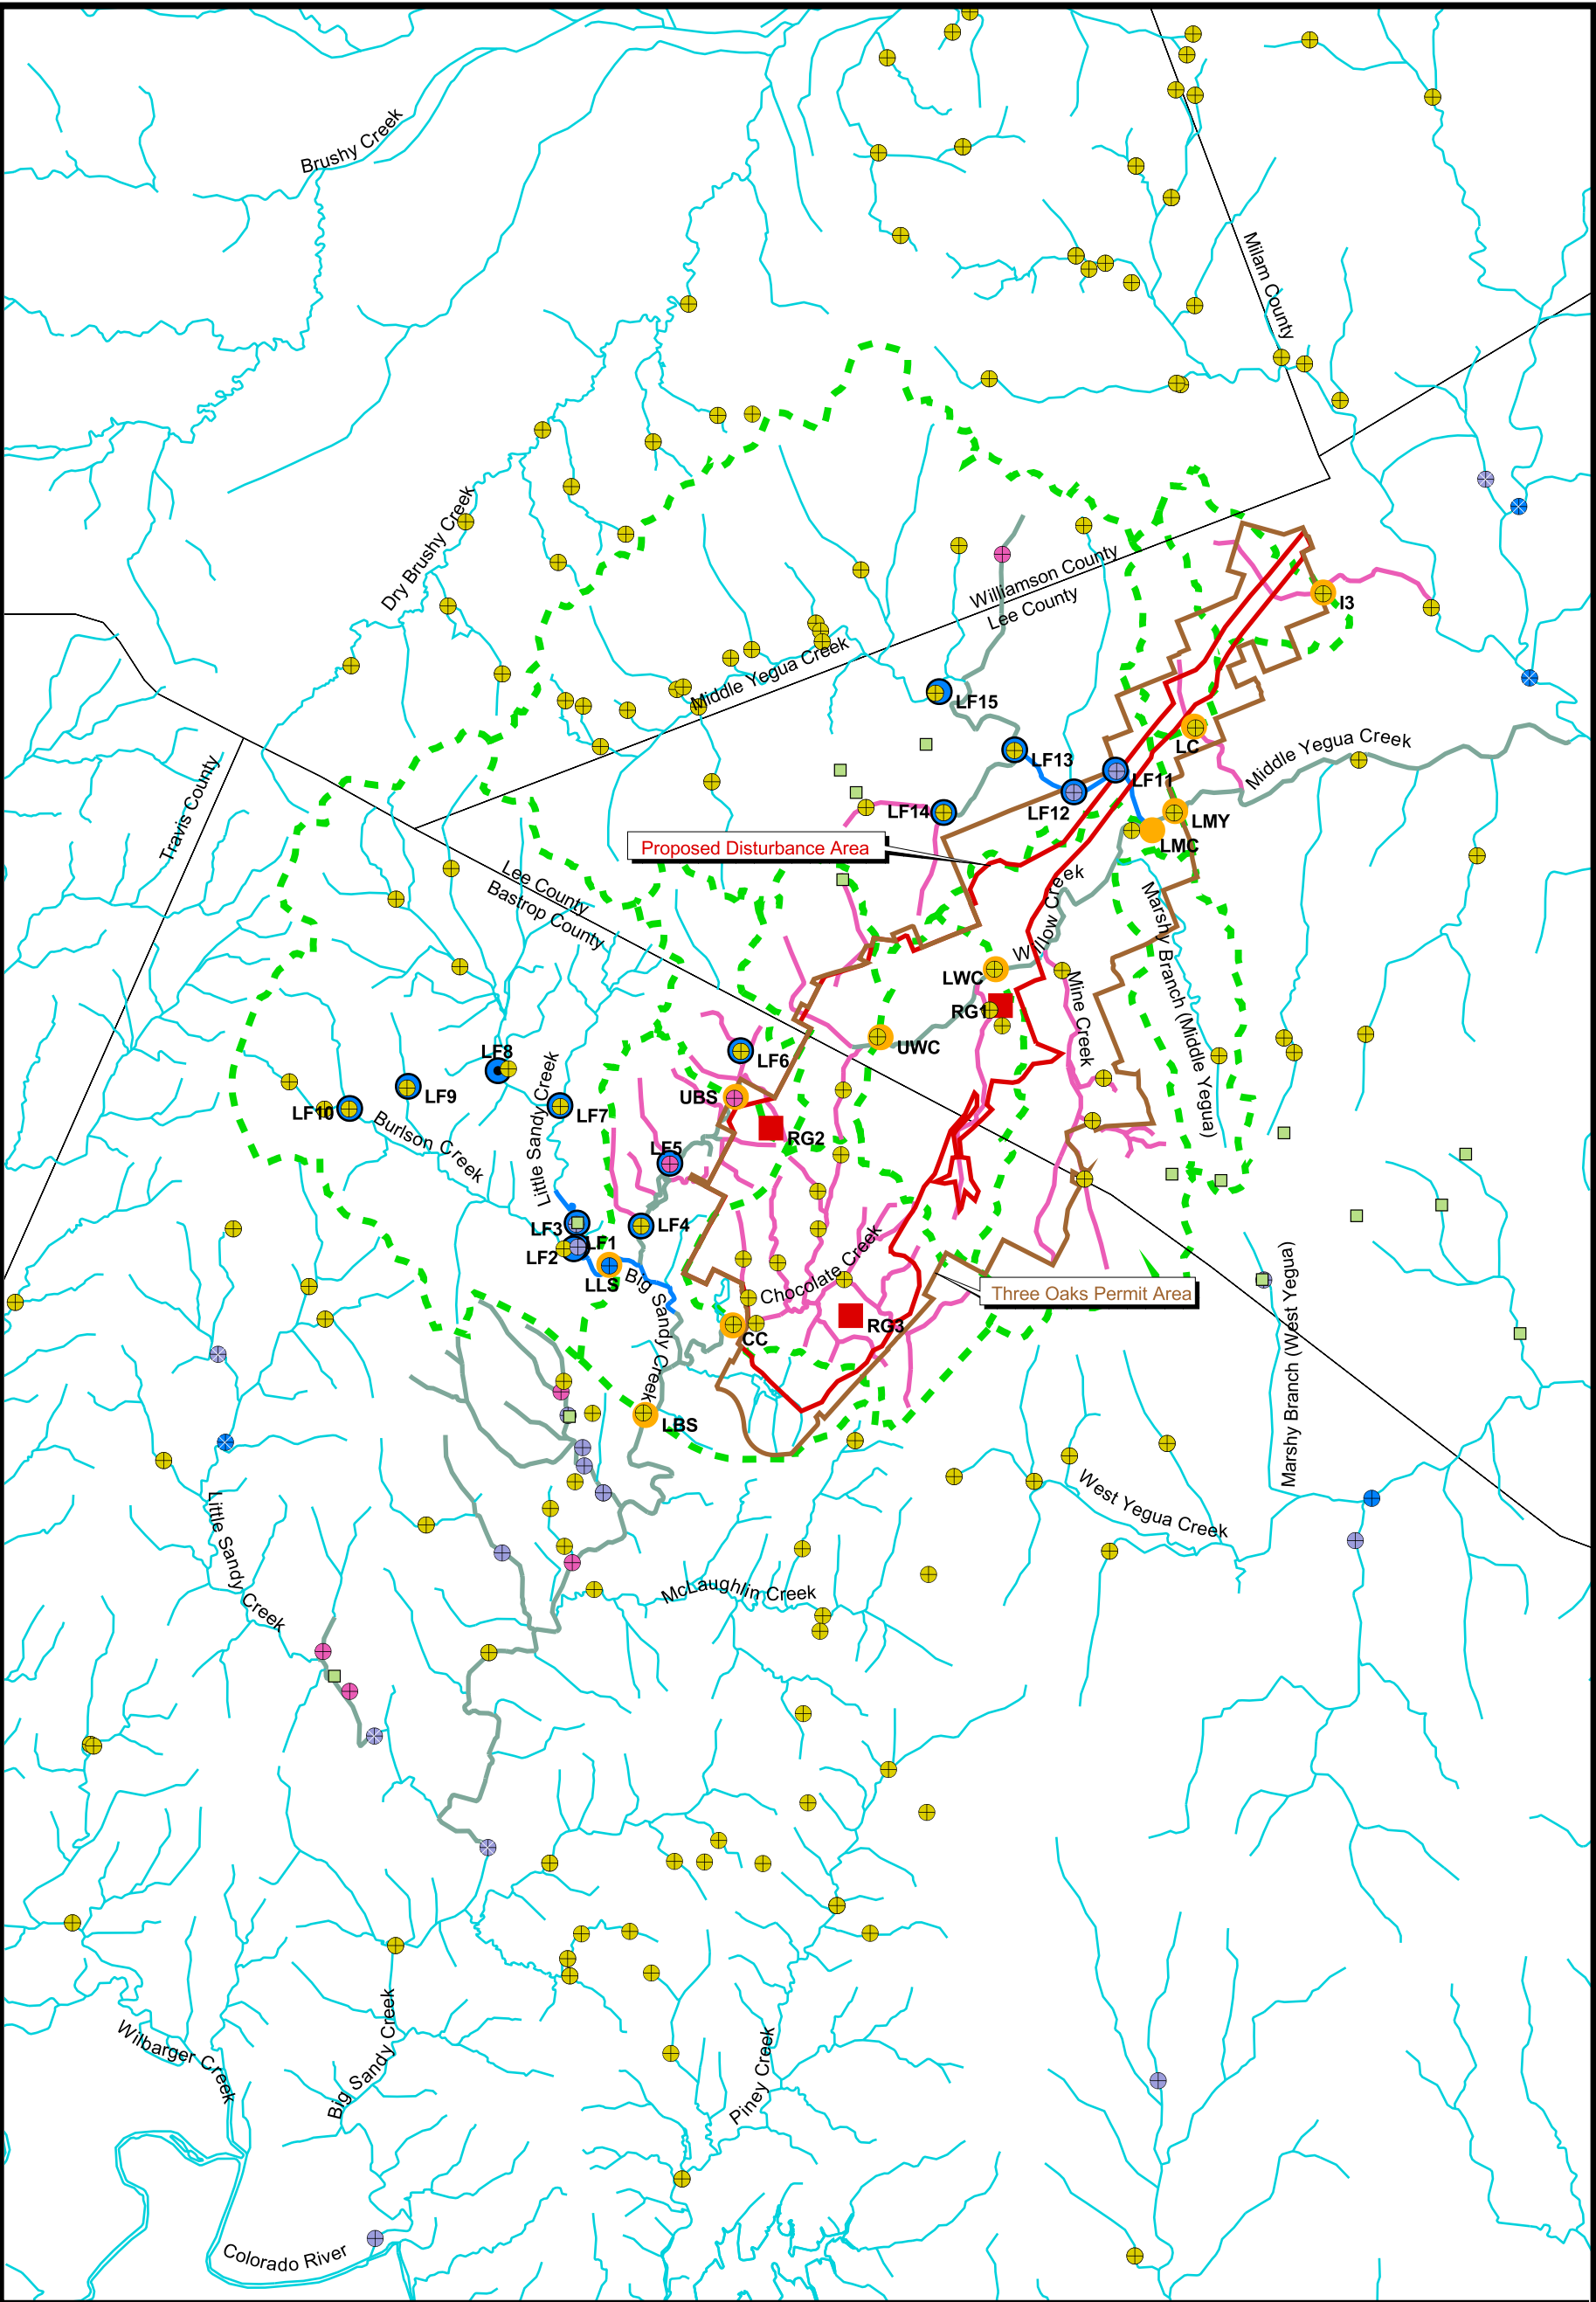 Brushy Creek
Milam County
Dry Brushy Creek
Williamson County
Lee County
I3
Middle Yegua Creek
LF15
LC
Middle Yegua Creek
LF13
LF11
LF12
LF14
LMY
LMC
Travis County
Proposed Disturbance Area
Lee County
Bastrop County
Willow Creek
Marshy Branch (Middle Yegua)
LWC
Mine Creek
RG1
UWC
LF6
LF8
LF9
LF10
LF7
UBS
RG2
Burlson Creek
Little Sandy Creek
LF5
LF3
LF4
LF1
LF2
LLS
Big Sandy Creek
Chocolate Creek
Three Oaks Permit Area
RG3
CC
Marshy Branch (West Yegua)
LBS
West Yegua Creek
Little Sandy Creek
McLaughlin Creek
Wilbarger Creek
Big Sandy Creek
Piney Creek
Colorado River